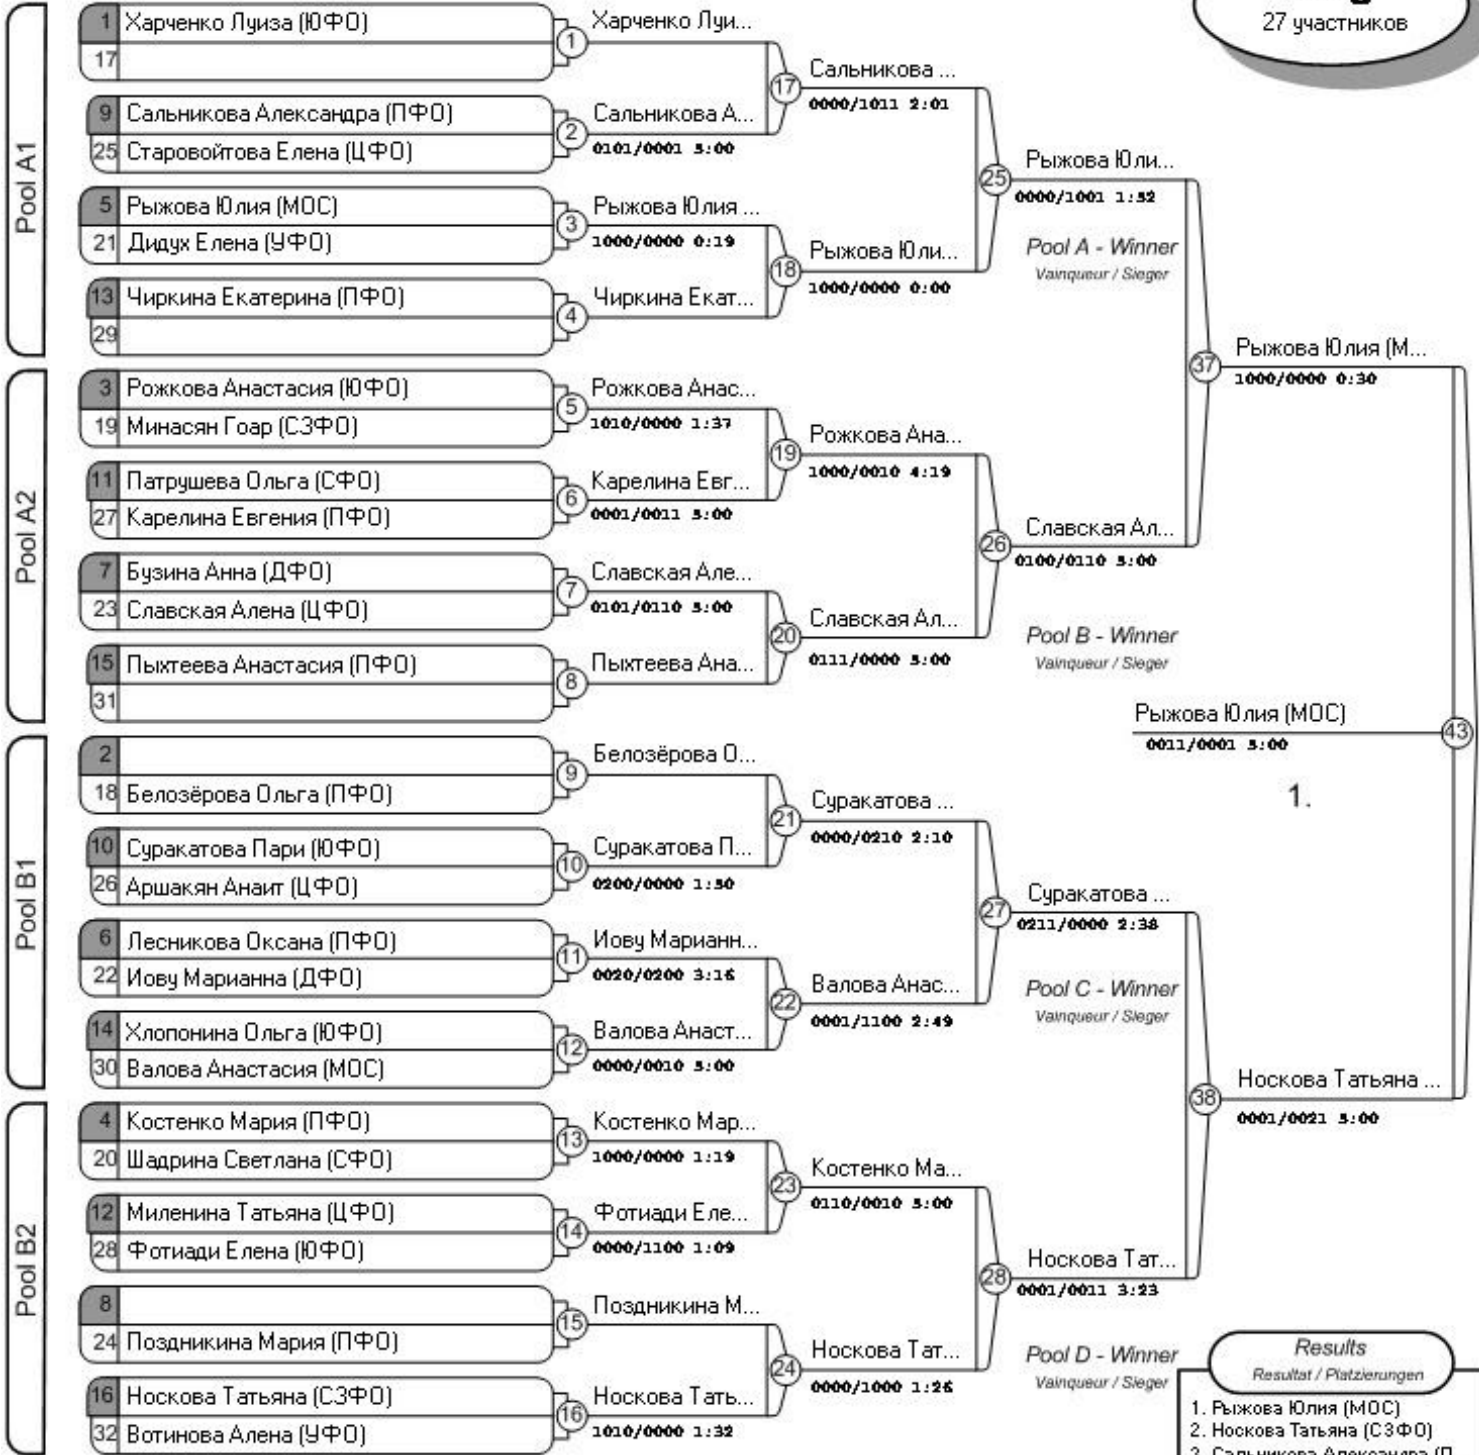 27 участников
Pool A1
1 Харченко Луиза (ЮФО)
17
9 Сальникова Александра (ПФО)
25 Старовойтова Елена (ЦФО)
5 Рыжова Юлия (МОС)
21 Дидух Елена (УФО)
13 Чиркина Екатерина (ПФО)
29
Pool A2
3 Рожкова Анастасия (ЮФО)
19 Минасян Гоар (СЗФО)
11 Патрушева Ольга (СФО)
27 Карелина Евгения (ПФО)
7 Бузина Анна (ДФО)
23 Славская Алена (ЦФО)
15 Пыхтеева Анастасия (ПФО)
31
Pool B1
2
18 Белозёрова Ольга (ПФО)
10 Суракатова Пари (ЮФО)
26 Аршакян Анаит (ЦФО)
6 Лесникова Оксана (ПФО)
22 Иову Марианна (ДФО)
14 Хлопонина Ольга (ЮФО)
30 Валова Анастасия (МОС)
Pool B2
4 Костенко Мария (ПФО)
20 Шадрина Светлана (СФО)
12 Миленина Татьяна (ЦФО)
28 Фотиади Елена (ЮФО)
8
24 Поздникина Мария (ПФО)
16 Носкова Татьяна (СЗФО)
32 Вотинова Алена (УФО)
1 Харченко Луи...
2 Сальникова А...
0101/0001 5:00
3 Рыжова Юлия ...
1000/0000 0:19
4 Чиркина Екат...
5 Рожкова Анас...
1010/0000 1:37
6 Карелина Евг...
0001/0011 5:00
7 Славская Але...
0101/0110 5:00
8 Пыхтеева Ана...
9 Белозёрова О...
10 Суракатова П...
0200/0000 1:50
11 Иову Марианн...
0020/0200 3:16
12 Валова Анаст...
0000/0010 5:00
13 Костенко Мар...
1000/0000 1:19
14 Фотиади Еле...
0000/1100 1:09
15 Поздникина М...
16 Носкова Тать...
1010/0000 1:32
17 Сальникова ...
0000/1011 2:01
18 Рыжова Юли...
1000/0000 0:00
19 Рожкова Ана...
1000/0010 4:19
20 Славская Ал...
0111/0000 5:00
21 Суракатова ...
0000/0210 2:10
22 Валова Анас...
0001/1100 2:49
23 Костенко Ма...
0110/0010 5:00
24 Носкова Тат...
0000/1000 1:26
25 Рыжова Юли...
0000/1001 1:52
Pool A - Winner
Vainqueur / Sieger
26 Славская Ал...
0100/0110 5:00
Pool B - Winner
Vainqueur / Sieger
27 Суракатова ...
0211/0000 2:38
Pool C - Winner
Vainqueur / Sieger
28 Носкова Тат...
0001/0011 3:23
Pool D - Winner
Vainqueur / Sieger
37 Рыжова Юлия (М...
1000/0000 0:30
38 Носкова Татьяна ...
0001/0021 5:00
Рыжова Юлия (МОС) 43
0011/0001 5:00
1.
Results
Resultat / Platzierungen
1. Рыжова Юлия (МОС)
2. Носкова Татьяна (СЗФО)
3. Сальникова Александра (П...